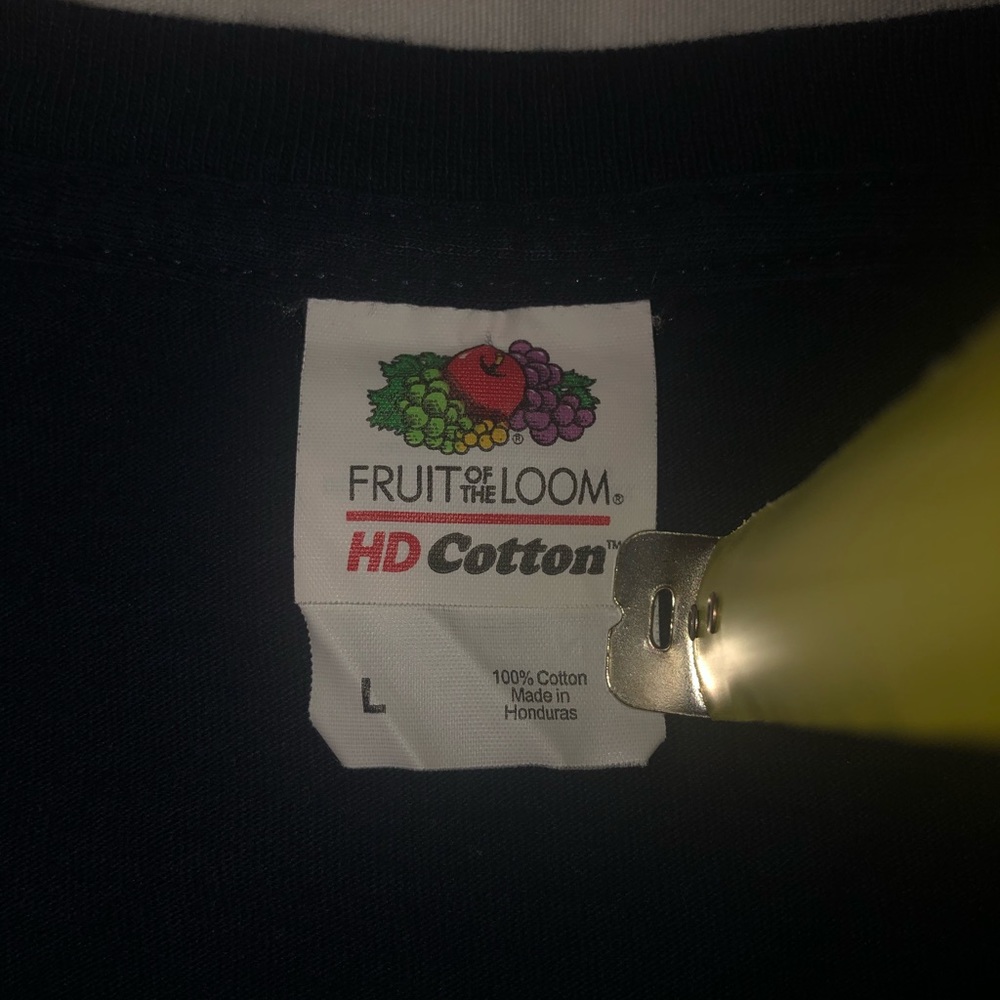 ®
FRUIT OF THE LOOM®
HD Cotton™
L
100% Cotton
Made in
Honduras